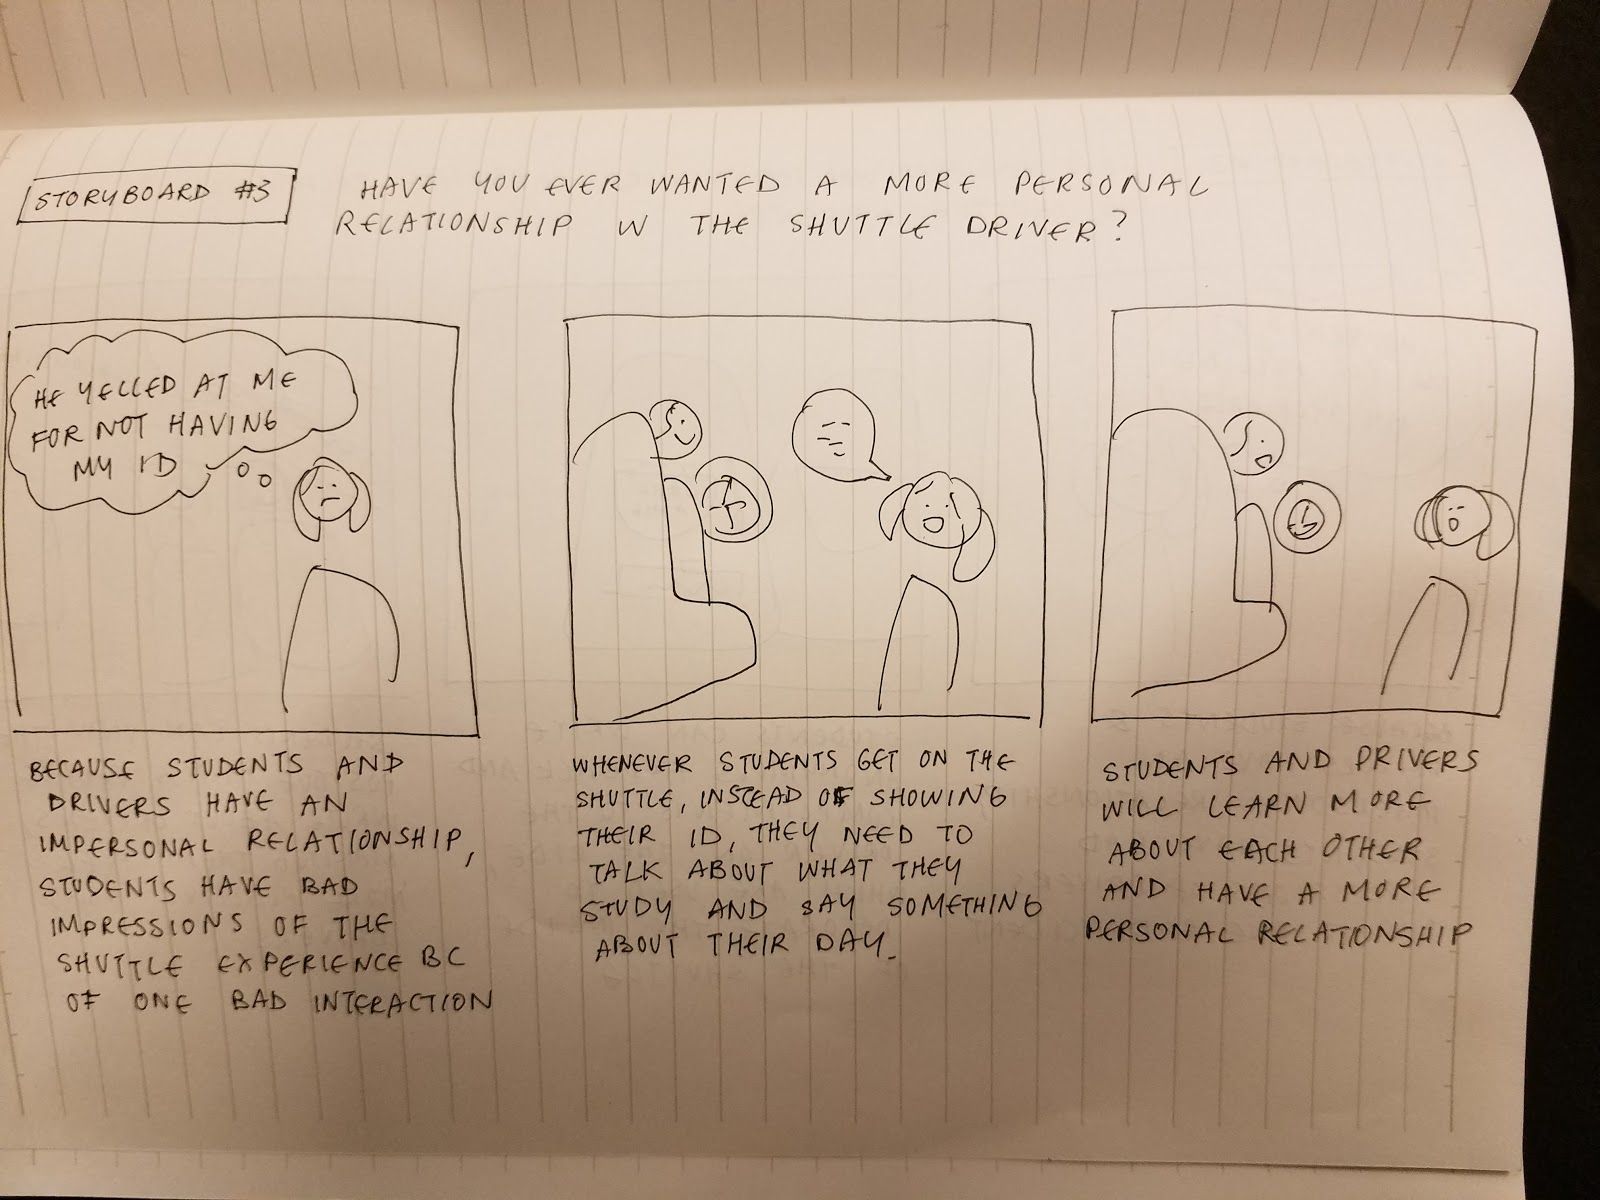 STORYBOARD #3
HAVE YOU EVER WANTED A MORE PERSONAL
RELATIONSHIP W THE SHUTTLE DRIVER?
HE YELLED AT ME
FOR NOT HAVING
MY ID
BECAUSE STUDENTS AND
DRIVERS HAVE AN
IMPERSONAL RELATIONSHIP,
STUDENTS HAVE BAD
IMPRESSIONS OF THE
SHUTTLE EXPERIENCE BC
OF ONE BAD INTERACTION
WHENEVER STUDENTS GET ON THE
SHUTTLE, INSTEAD OF SHOWING
THEIR ID, THEY NEED TO
TALK ABOUT WHAT THEY
STUDY AND SAY SOMETHING
ABOUT THEIR DAY.
STUDENTS AND DRIVERS
WILL LEARN MORE
ABOUT EACH OTHER
AND HAVE A MORE
PERSONAL RELATIONSHIP